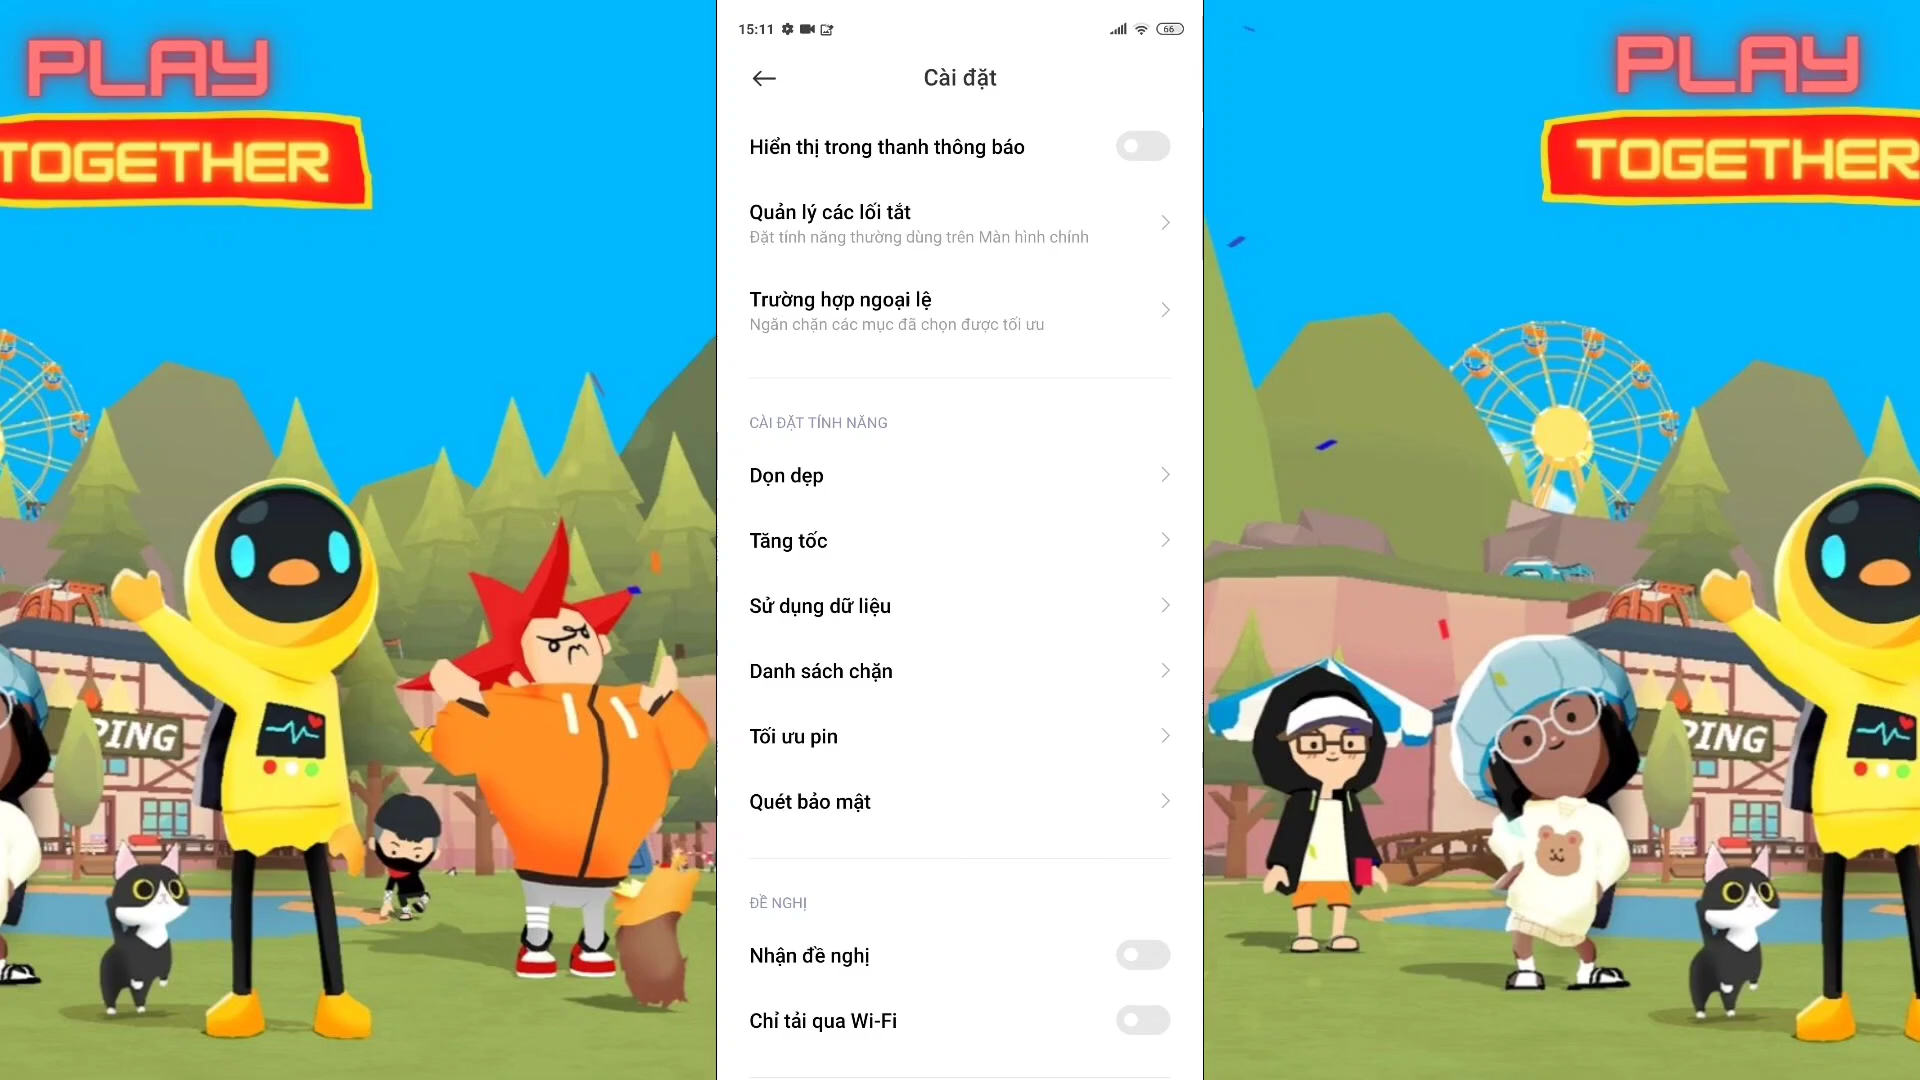 PLAY
TOGETHER
PING
15:11
66
Cài đặt
Hiển thị trong thanh thông báo
Quản lý các lối tắt
Đặt tính năng thường dùng trên Màn hình chính
Trường hợp ngoại lệ
Ngăn chặn các mục đã chọn được tối ưu
CÀI ĐẶT TÍNH NĂNG
Dọn dẹp
Tăng tốc
Sử dụng dữ liệu
Danh sách chặn
Tối ưu pin
Quét bảo mật
ĐỀ NGHỊ
Nhận đề nghị
Chỉ tải qua Wi-Fi
PLAY
TOGETHER
PING